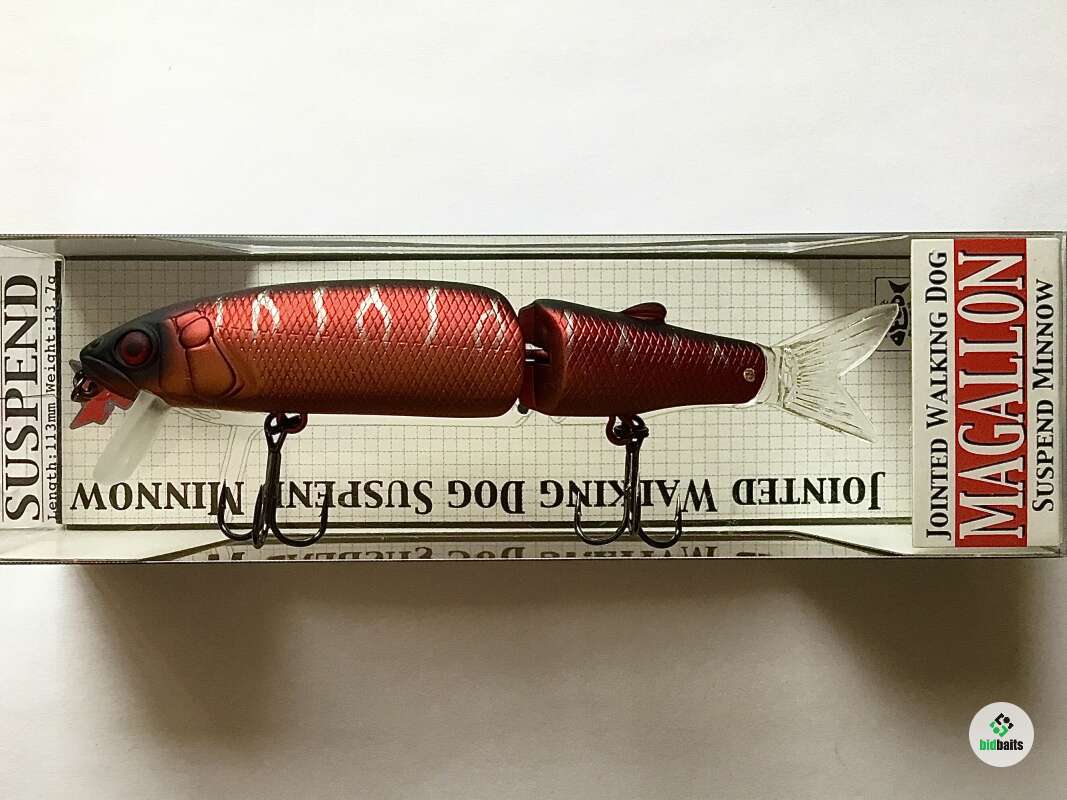 SUSPEND
Length:113mm Weight:13.7g
JOINTED WALKING DOG SUSPEND MINNOW
JOINTED WALKING DOG
MAGALLON
SUSPEND MINNOW
bidbaits